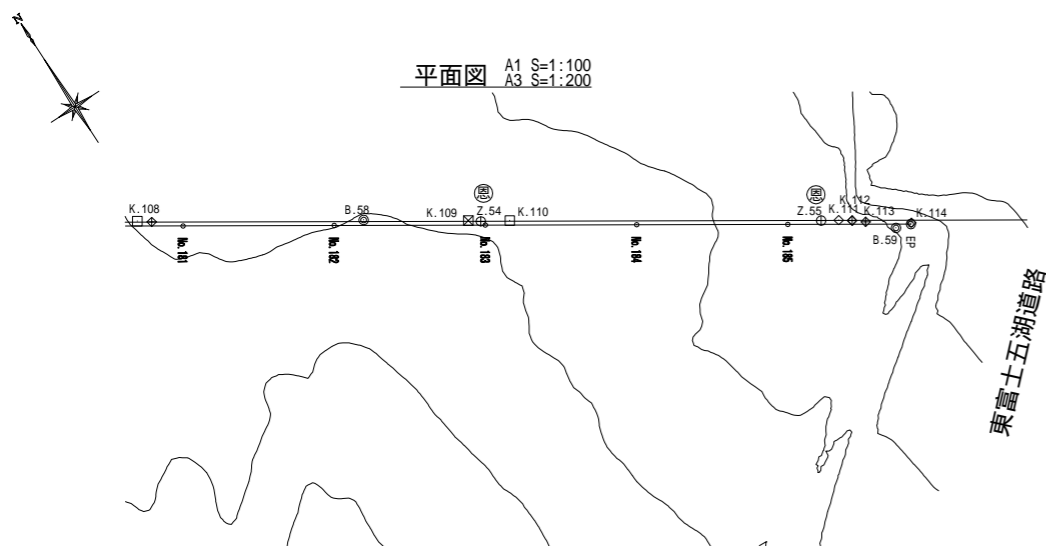 N
平面図
A1 S=1:100
A3 S=1:200
恩
恩
K.108
B.58
K.109
Z.54
K.110
Z.55
K.111
K.112
K.113
K.114
B.59
EP
No.181
No.182
No.183
No.184
No.185
東富士五湖道路